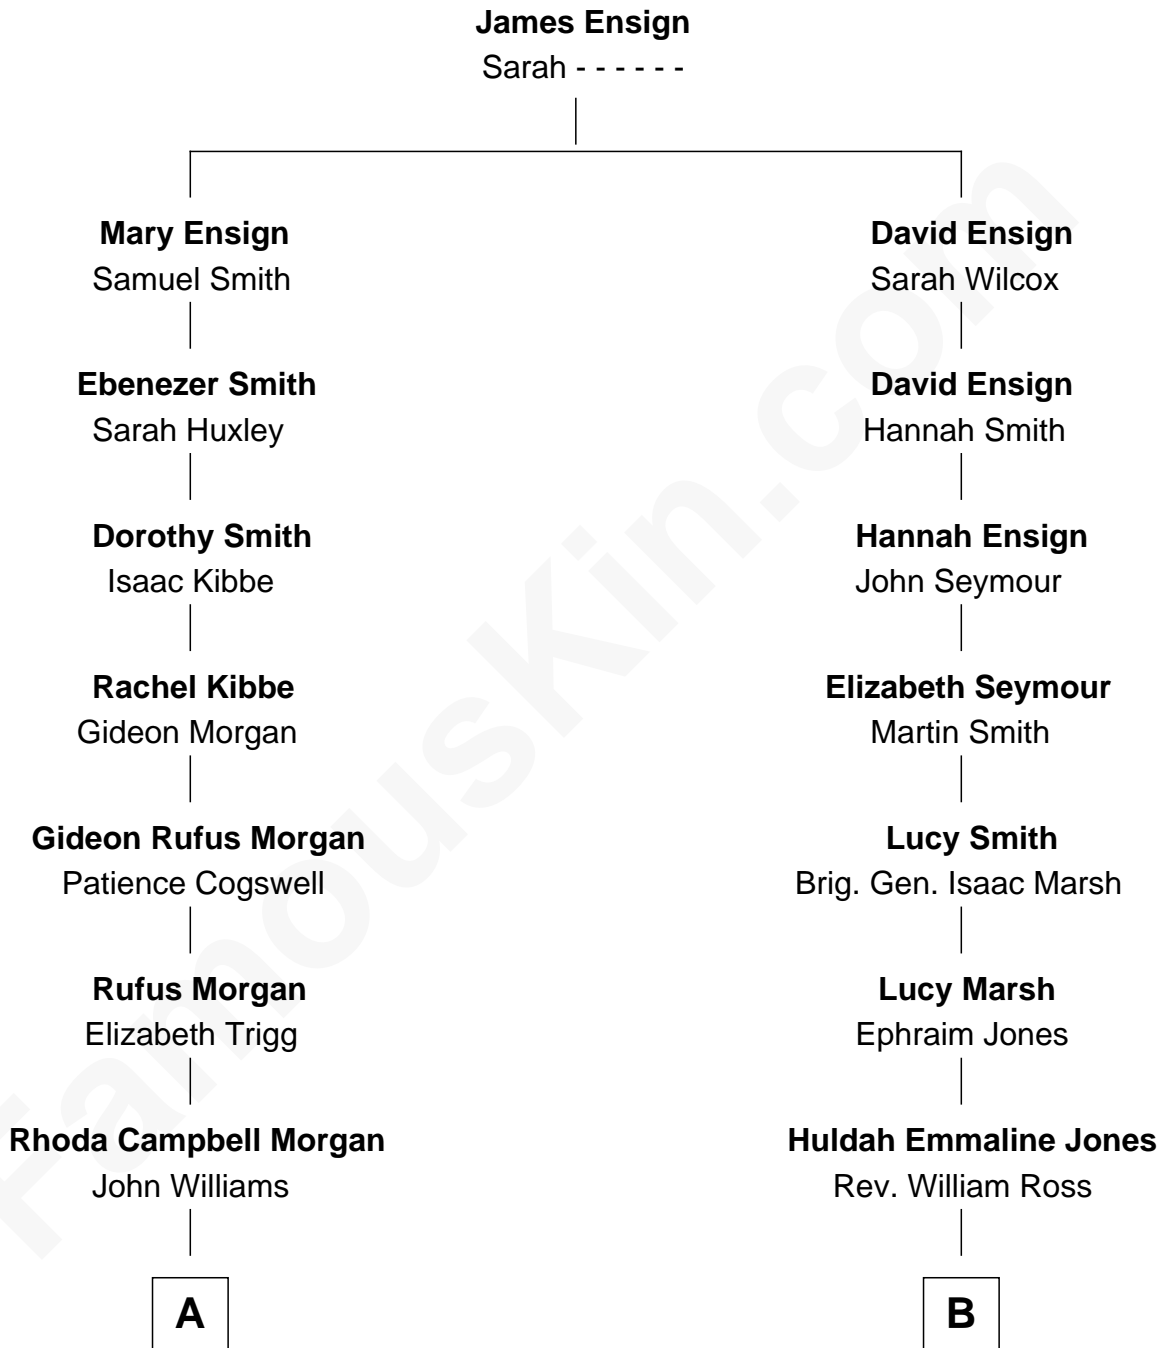 James Ensign
Sarah - - - - - -
Mary Ensign
Samuel Smith
David Ensign
Sarah Wilcox
Ebenezer Smith
Sarah Huxley
David Ensign
Hannah Smith
Dorothy Smith
Isaac Kibbe
Hannah Ensign
John Seymour
Rachel Kibbe
Gideon Morgan
Elizabeth Seymour
Martin Smith
Gideon Rufus Morgan
Patience Cogswell
Lucy Smith
Brig. Gen. Isaac Marsh
Rufus Morgan
Elizabeth Trigg
Lucy Marsh
Ephraim Jones
Rhoda Campbell Morgan
John Williams
Huldah Emmaline Jones
Rev. William Ross
A
B
FamousKin.com